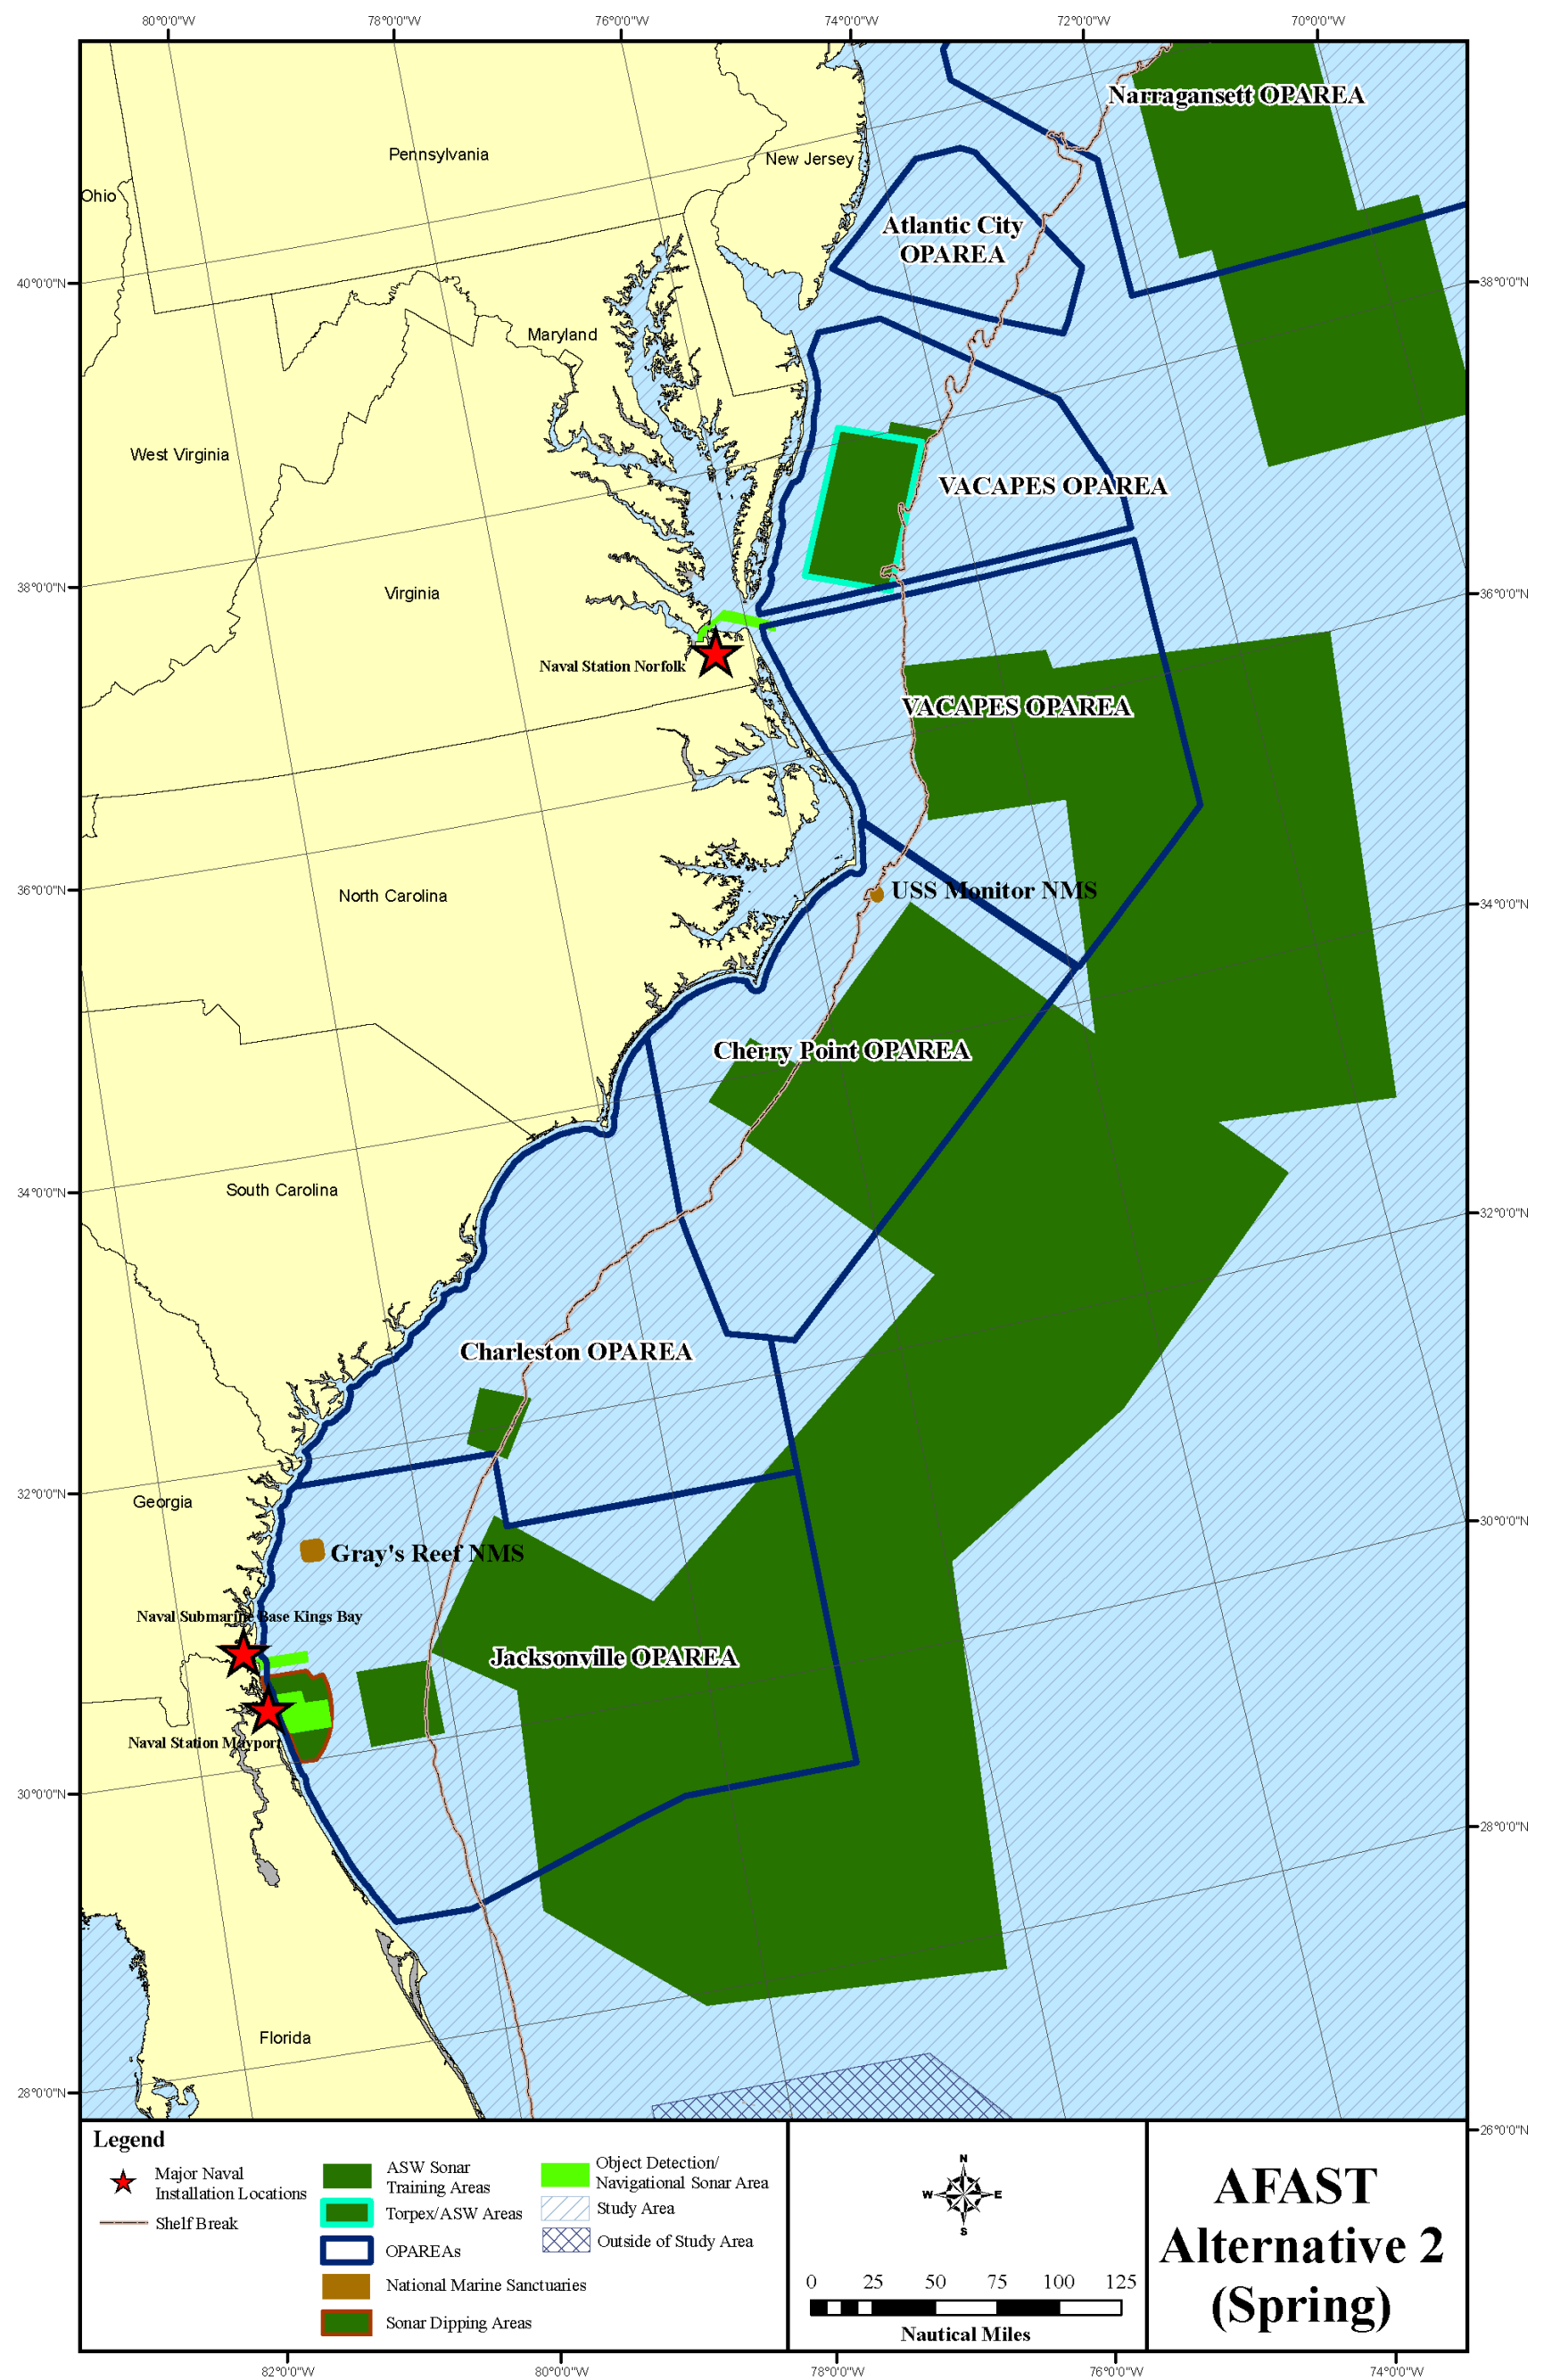 80°0'0"W 78°0'0"W 76°0'0"W 74°0'0"W 72°0'0"W 70°0'0"W
Narragansett OPAREA
Pennsylvania
New Jersey
Ohio
Atlantic City
OPAREA
40°0'0"N
38°0'0"N
Maryland
West Virginia
VACAPES OPAREA
38°0'0"N
36°0'0"N
Virginia
Naval Station Norfolk
VACAPES OPAREA
36°0'0"N
USS Monitor NMS
North Carolina
34°0'0"N
Cherry Point OPAREA
34°0'0"N
South Carolina
32°0'0"N
Charleston OPAREA
32°0'0"N
Georgia
30°0'0"N
Gray's Reef NMS
Naval Submarine Base Kings Bay
Jacksonville OPAREA
Naval Station Mayport
30°0'0"N
28°0'0"N
Florida
28°0'0"N
26°0'0"N
Legend
Major Naval
Installation Locations
Shelf Break
ASW Sonar
Training Areas
Torpex/ASW Areas
OPAREAs
National Marine Sanctuaries
Sonar Dipping Areas
Object Detection/
Navigational Sonar Area
Study Area
Outside of Study Area
N
W E
S
0 25 50 75 100 125
Nautical Miles
AFAST
Alternative 2
(Spring)
82°0'0"W 80°0'0"W 78°0'0"W 76°0'0"W 74°0'0"W